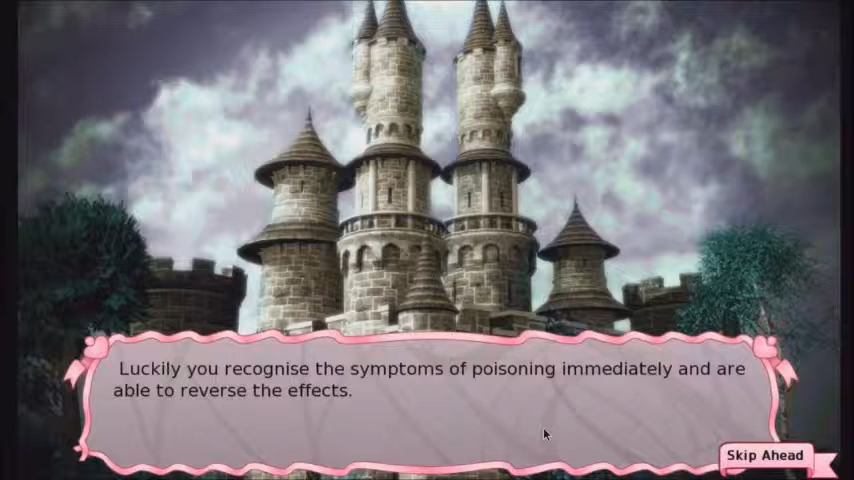 Luckily you recognise the symptoms of poisoning immediately and are
able to reverse the effects.
Skip Ahead